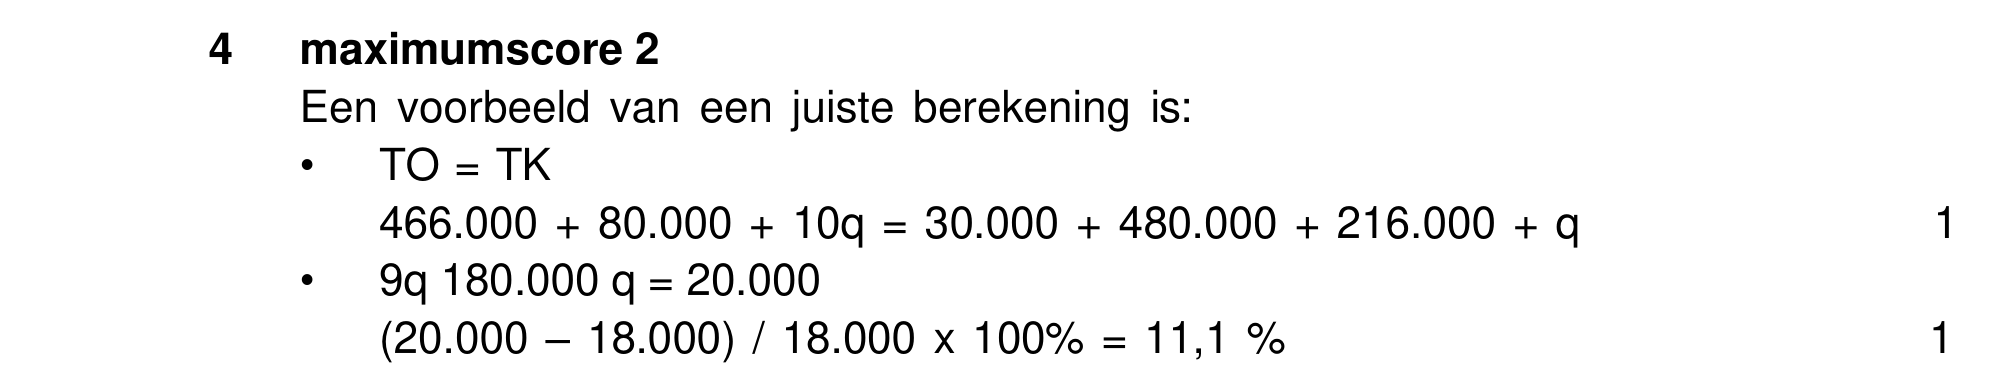 4 maximumscore 2
Een voorbeeld van een juiste berekening is:
• TO = TK
466.000 + 80.000 + 10q = 30.000 + 480.000 + 216.000 + q 1
• 9q 180.000 q = 20.000
(20.000 – 18.000) / 18.000 x 100% = 11,1 % 1